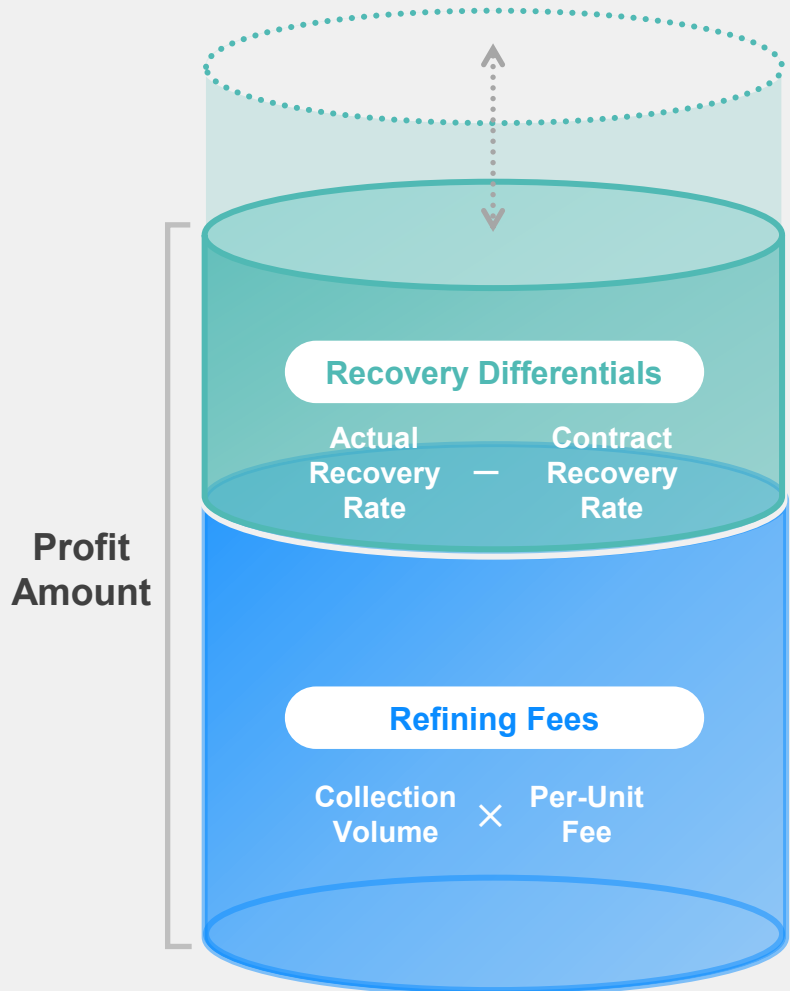 Recovery Differentials
Actual
Recovery
Rate
—
Contract
Recovery
Rate
Profit
Amount
Refining Fees
Collection
Volume
×
Per-Unit
Fee